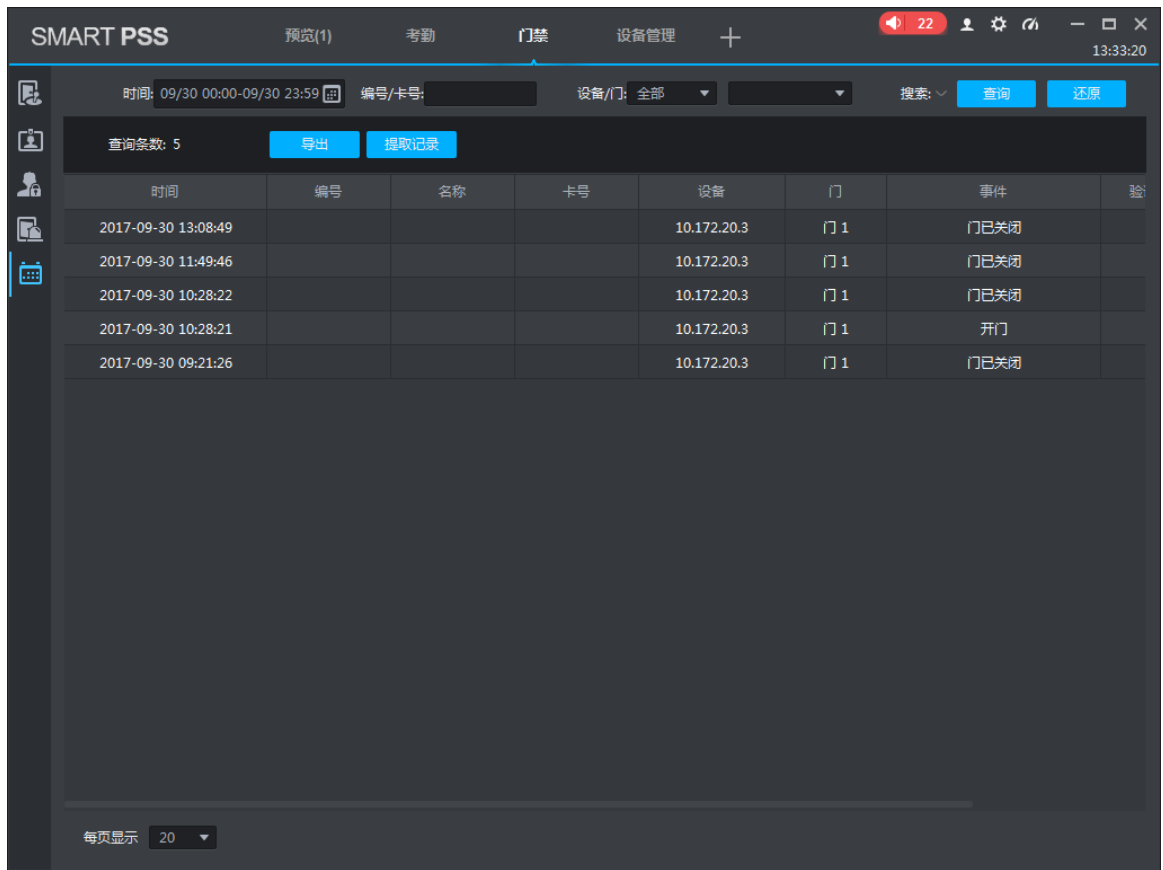 SMART PSS 预览(1) 考勤 门禁 设备管理 22
13:33:20
时间: 09/30 00:00-09/30 23:59 编号/卡号: 设备/门: 全部 搜索: 查询 还原
查询条数: 5 导出 提取记录
时间 编号 名称 卡号 设备 门 事件 验
2017-09-30 13:08:49 10.172.20.3 门 1 门已关闭
2017-09-30 11:49:46 10.172.20.3 门 1 门已关闭
2017-09-30 10:28:22 10.172.20.3 门 1 门已关闭
2017-09-30 10:28:21 10.172.20.3 门 1 开门
2017-09-30 09:21:26 10.172.20.3 门 1 门已关闭
每页显示 20